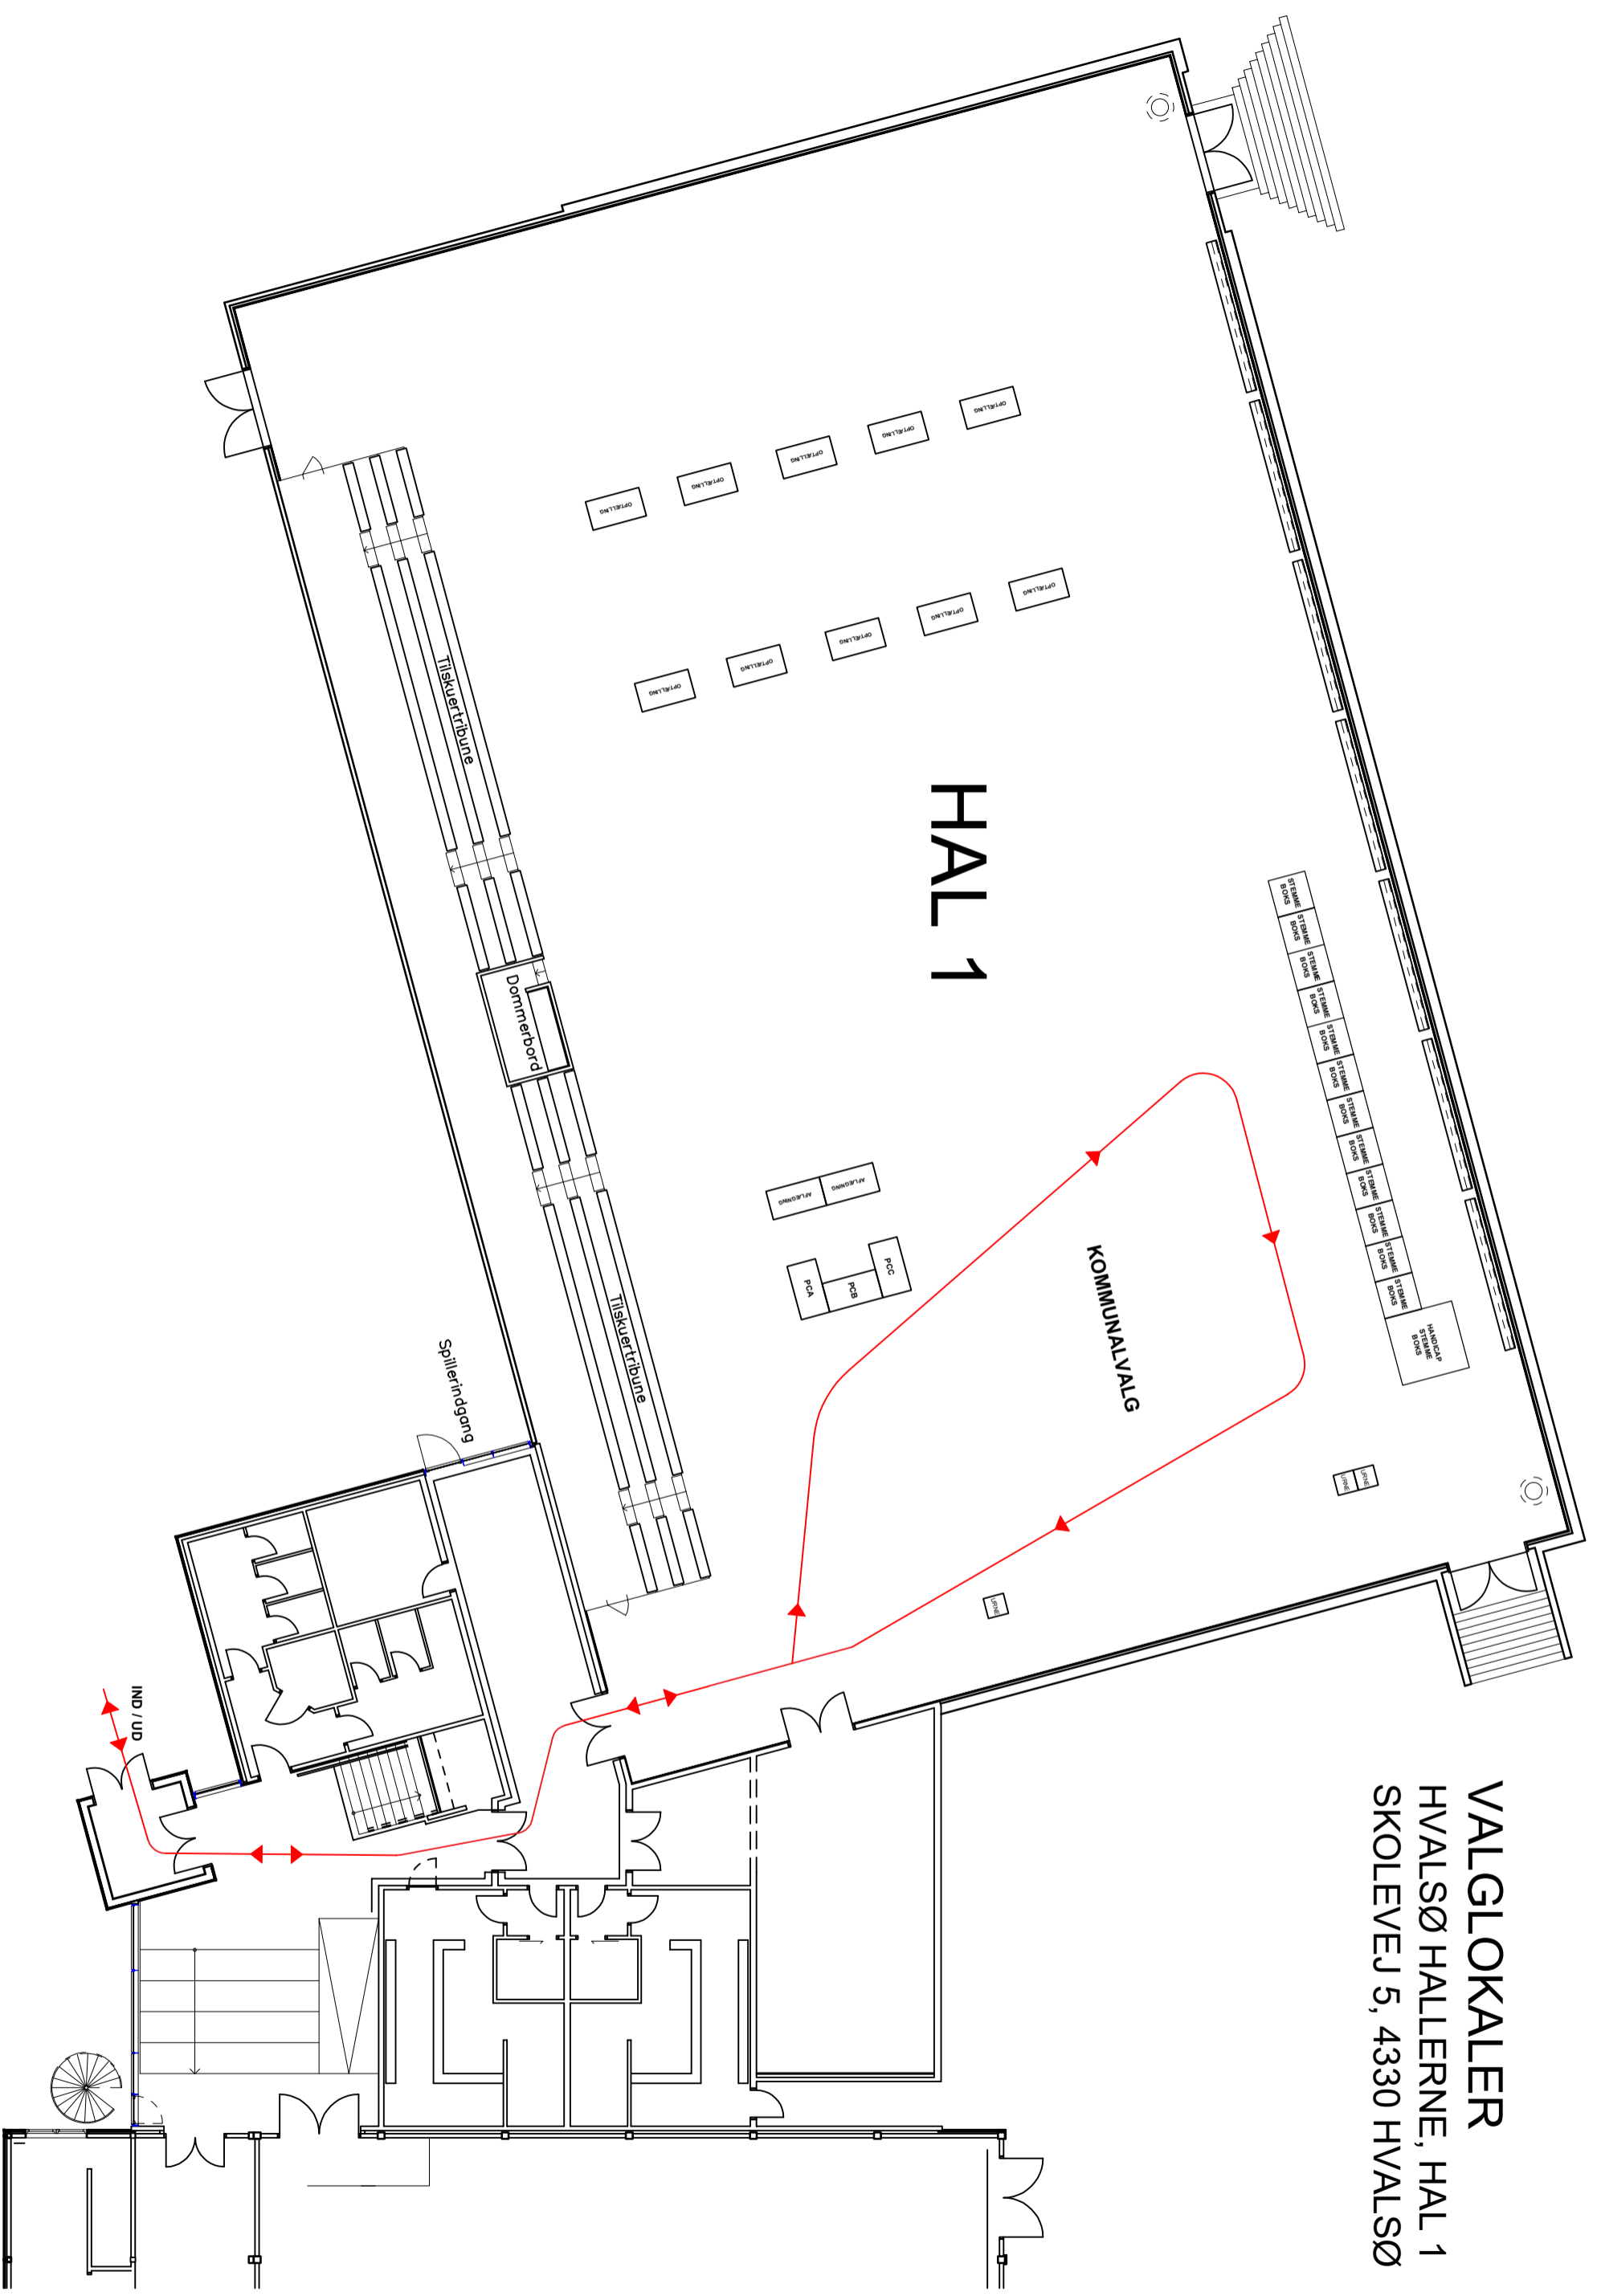 VALGLOKALER
HVALSØ HALLERNE, HAL 1
SKOLEVEJ 5, 4330 HVALSØ
HAL 1
KOMMUNALVALG
STEMME
BOKS
STEMME
BOKS
STEMME
BOKS
STEMME
BOKS
STEMME
BOKS
STEMME
BOKS
STEMME
BOKS
STEMME
BOKS
STEMME
BOKS
STEMME
BOKS
STEMME
BOKS
STEMME
BOKS
HANDICAP
STEMME
BOKS
URNE
URNE
URNE
OPTÆLLING
OPTÆLLING
OPTÆLLING
OPTÆLLING
OPTÆLLING
OPTÆLLING
OPTÆLLING
OPTÆLLING
OPTÆLLING
OPTÆLLING
AFLEGNING
AFLEGNING
PCC
PCB
PCA
Tilskuertribune
Dommerbord
Tilskuertribune
Spillerindgang
IND / UD